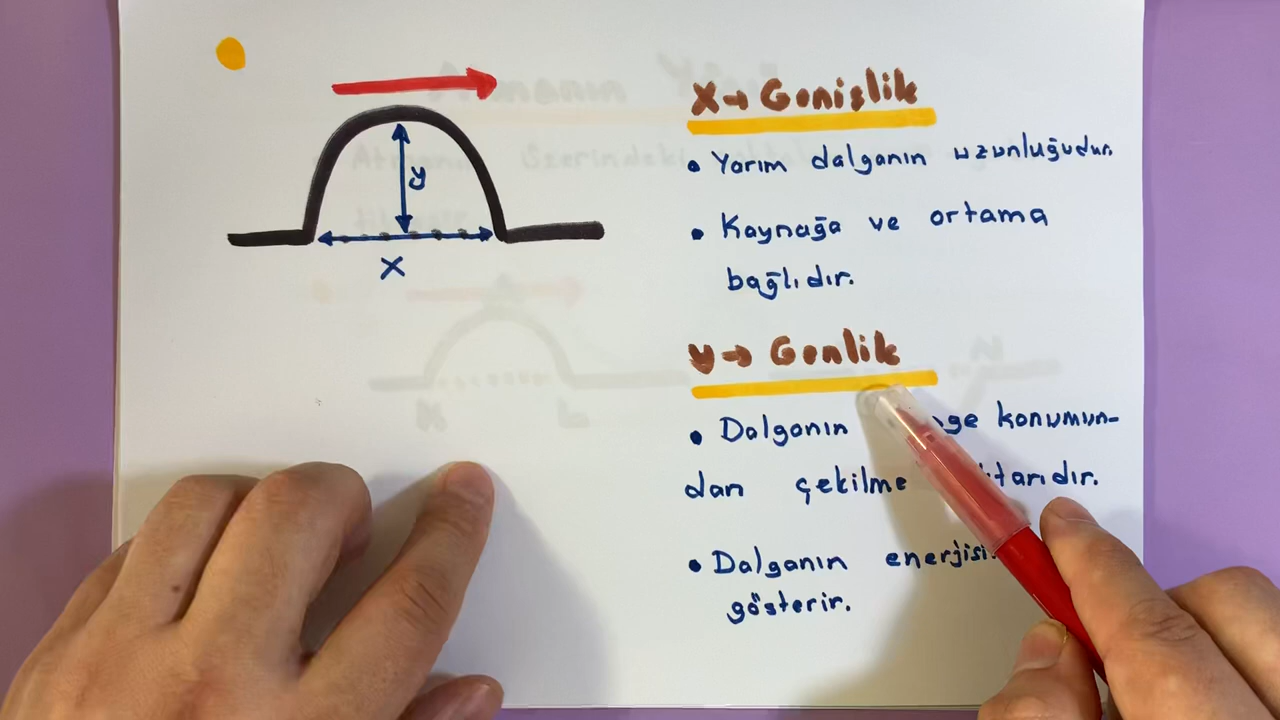 y
x
X→ Genişlik
• Yarım dalganın uzunluğudur.
• Kaynağa ve ortama
bağlıdır.
y→ Genlik
• Dalganın konumun-
dan çekilme
• Dalganın
gösterir.